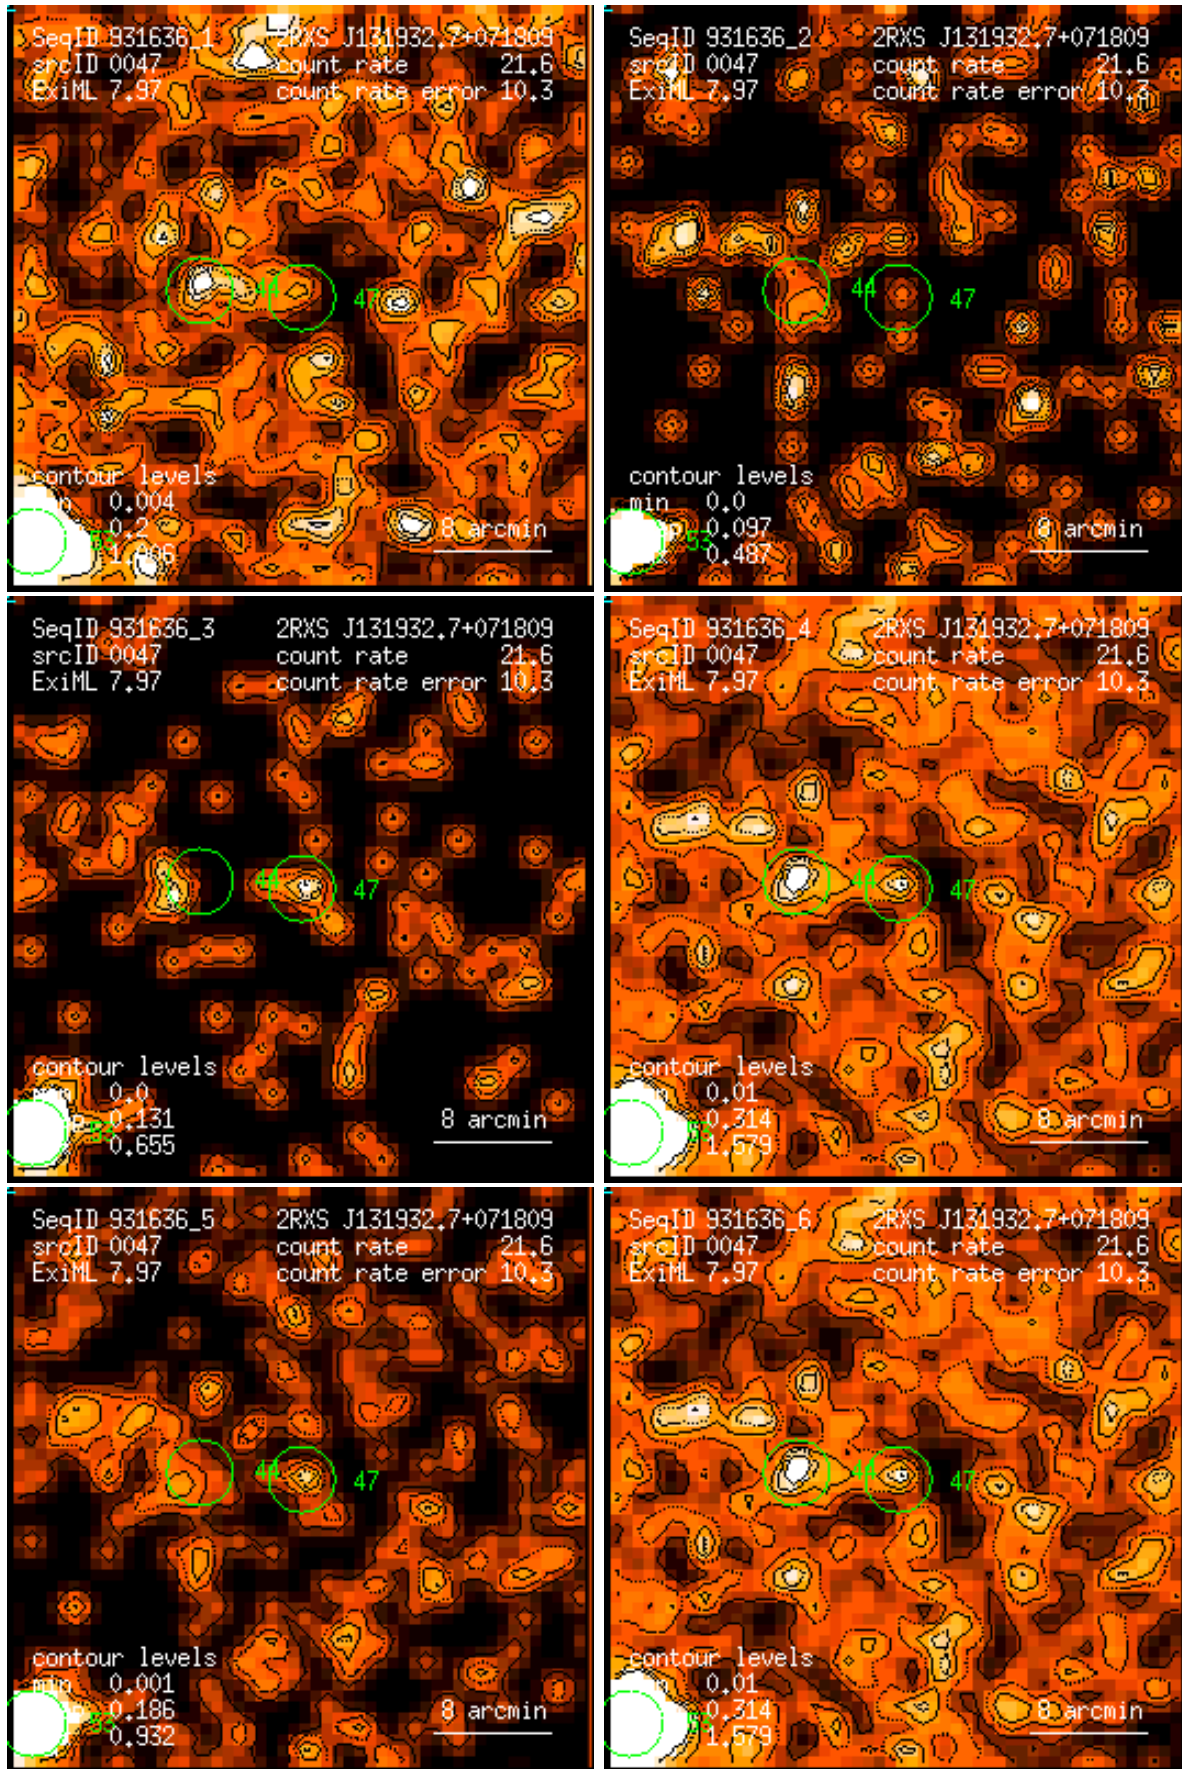 SeqID 931636_1 2RXS J131932.7+071809
srcID 0047 count rate 21.6
ExiML 7.97 count rate error 10.3
44 47
contour levels
0.004
0.2
8 arcmin
53
SeqID 931636_2 2RXS J131932.7+071809
srcID 0047 count rate 21.6
ExiML 7.97 count rate error 10.3
44 47
contour levels
min 0.0
0.097
8 arcmin
53
0.487
SeqID 931636_3 2RXS J131932.7+071809
srcID 0047 count rate 21.6
ExiML 7.97 count rate error 10.3
44 47
contour levels
0.0
0.131
8 arcmin
53
0.655
SeqID 931636_4 2RXS J131932.7+071809
srcID 0047 count rate 21.6
ExiML 7.97 count rate error 10.3
44 47
contour levels
0.01
0.314
8 arcmin
53
1.579
SeqID 931636_5 2RXS J131932.7+071809
srcID 0047 count rate 21.6
ExiML 7.97 count rate error 10.3
44 47
contour levels
min 0.001
0.186
8 arcmin
53
0.932
SeqID 931636_6 2RXS J131932.7+071809
srcID 0047 count rate 21.6
ExiML 7.97 count rate error 10.3
44 47
contour levels
0.01
0.314
8 arcmin
53
1.579